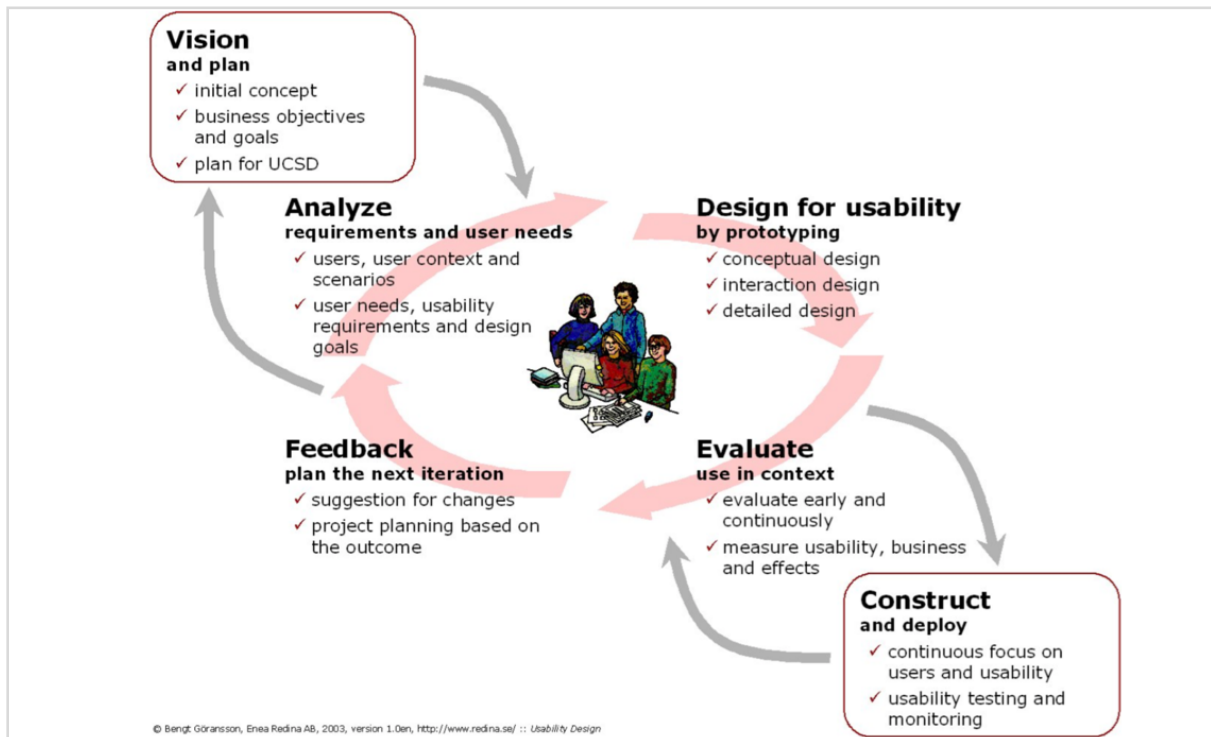 Vision
and plan
✓ initial concept
✓ business objectives
and goals
✓ plan for UCSD
Analyze
requirements and user needs
✓ users, user context and
scenarios
✓ user needs, usability
requirements and design
goals
Design for usability
by prototyping
✓ conceptual design
✓ interaction design
✓ detailed design
Feedback
plan the next iteration
✓ suggestion for changes
✓ project planning based on
the outcome
Evaluate
use in context
✓ evaluate early and
continuously
✓ measure usability, business
and effects
Construct
and deploy
✓ continuous focus on
users and usability
✓ usability testing and
monitoring
© Bengt Göransson, Enea Redina AB, 2003, version 1.0en, http://www.redina.se/ :: Usability Design